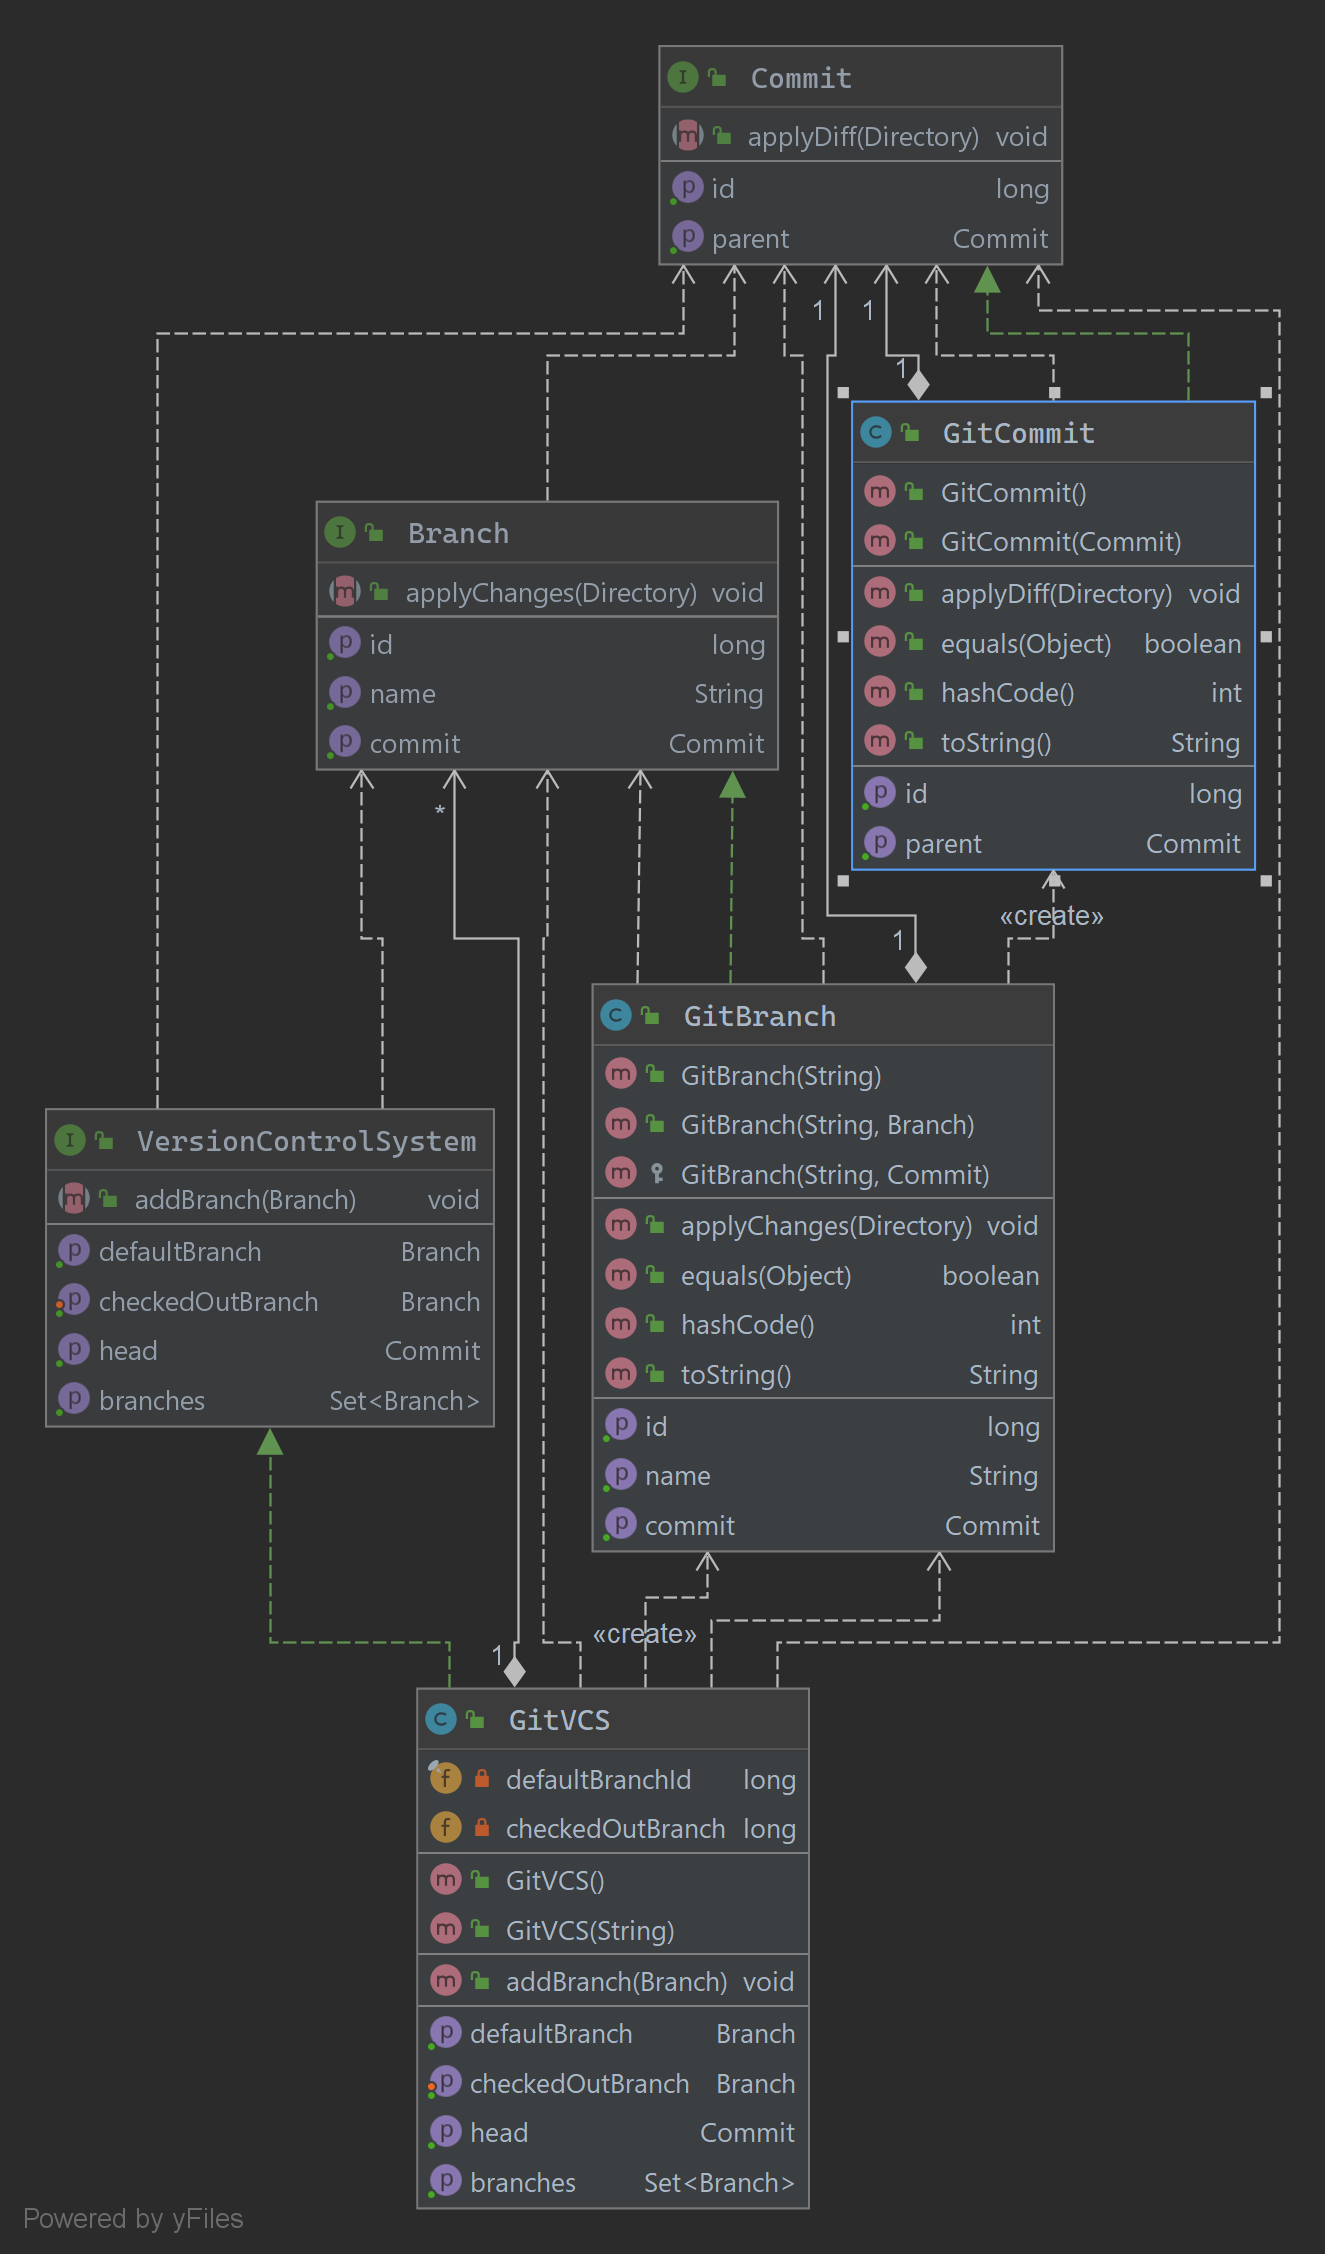 Commit
applyDiff(Directory) void
id long
parent Commit
1 1
1
GitCommit
GitCommit()
GitCommit(Commit)
applyDiff(Directory) void
equals(Object) boolean
hashCode() int
toString() String
id long
parent Commit
Branch
applyChanges(Directory) void
id long
name String
commit Commit
*
«create»
1
GitBranch
GitBranch(String)
GitBranch(String, Branch)
GitBranch(String, Commit)
applyChanges(Directory) void
equals(Object) boolean
hashCode() int
toString() String
id long
name String
commit Commit
VersionControlSystem
addBranch(Branch) void
defaultBranch Branch
checkedOutBranch Branch
head Commit
branches Set<Branch>
«create»
1
GitVCS
defaultBranchId long
checkedOutBranch long
GitVCS()
GitVCS(String)
addBranch(Branch) void
defaultBranch Branch
checkedOutBranch Branch
head Commit
branches Set<Branch>
Powered by yFiles